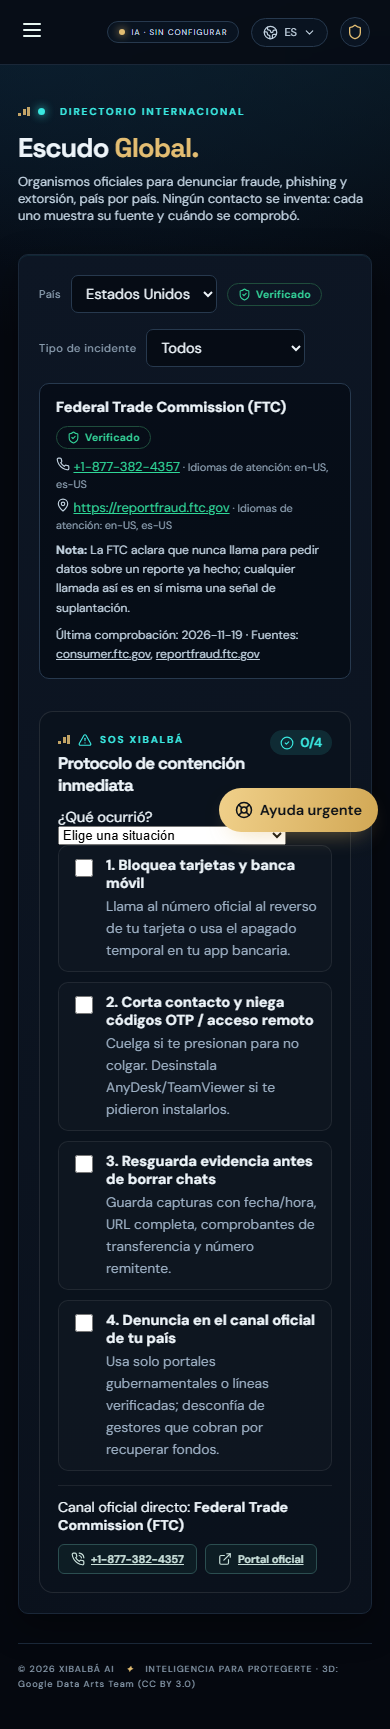 IA · SIN CONFIGURAR
ES
DIRECTORIO INTERNACIONAL
Escudo Global.
Organismos oficiales para denunciar fraude, phishing y
extorsión, país por país. Ningún contacto se inventa: cada
uno muestra su fuente y cuándo se comprobó.
País
Estados Unidos
Verificado
Tipo de incidente
Todos
Federal Trade Commission (FTC)
Verificado
+1-877-382-4357 · Idiomas de atención: en-US,
es-US
https://reportfraud.ftc.gov · Idiomas de
atención: en-US, es-US
Nota: La FTC aclara que nunca llama para pedir
datos sobre un reporte ya hecho; cualquier
llamada así es en sí misma una señal de
suplantación.
Última comprobación: 2026-11-19 · Fuentes:
consumer.ftc.gov, reportfraud.ftc.gov
SOS XIBALBÁ
0/4
Protocolo de contención
inmediata
¿Qué ocurrió?
Elige una situación
Ayuda urgente
1. Bloquea tarjetas y banca
móvil
Llama al número oficial al reverso
de tu tarjeta o usa el apagado
temporal en tu app bancaria.
2. Corta contacto y niega
códigos OTP / acceso remoto
Cuelga si te presionan para no
colgar. Desinstala
AnyDesk/TeamViewer si te
pidieron instalarlos.
3. Resguarda evidencia antes
de borrar chats
Guarda capturas con fecha/hora,
URL completa, comprobantes de
transferencia y número
remitente.
4. Denuncia en el canal oficial
de tu país
Usa solo portales
gubernamentales o líneas
verificadas; desconfía de
gestores que cobran por
recuperar fondos.
Canal oficial directo: Federal Trade
Commission (FTC)
+1-877-382-4357
Portal oficial
© 2026 XIBALBÁ AI ✦ INTELIGENCIA PARA PROTEGERTE · 3D:
Google Data Arts Team (CC BY 3.0)